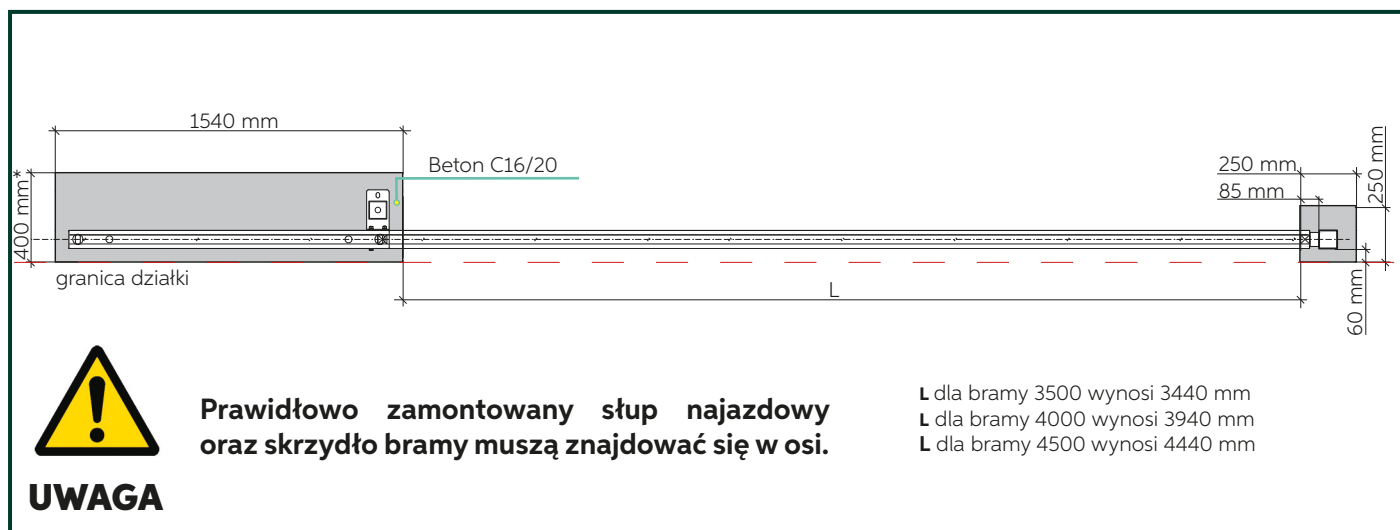 1540 mm
Beton C16/20
400 mm*
250 mm
85 mm
250 mm
granica działki
L
60 mm
Prawidłowo zamontowany słup najazdowy
oraz skrzydło bramy muszą znajdować się w osi.
UWAGA
L dla bramy 3500 wynosi 3440 mm
L dla bramy 4000 wynosi 3940 mm
L dla bramy 4500 wynosi 4440 mm